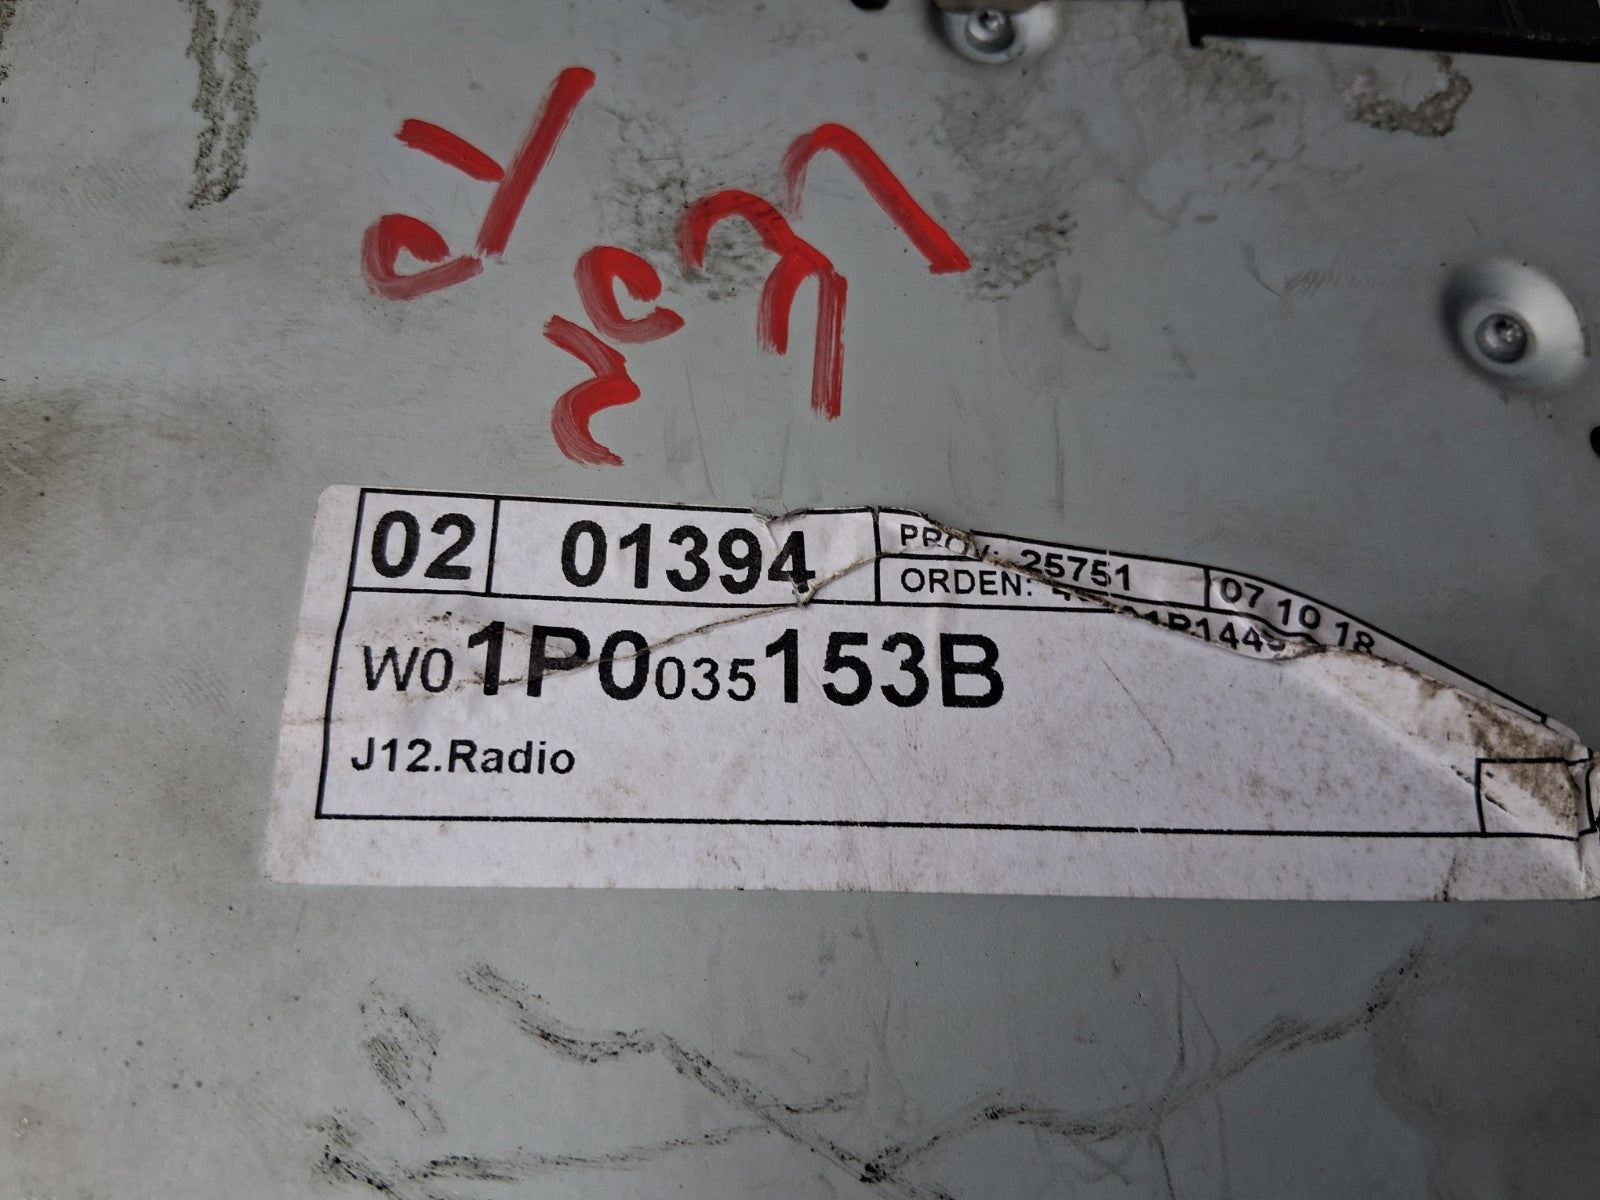 02 01394 PROV: 25751 07 10 18
ORDEN:
W01P0035153B
J12.Radio